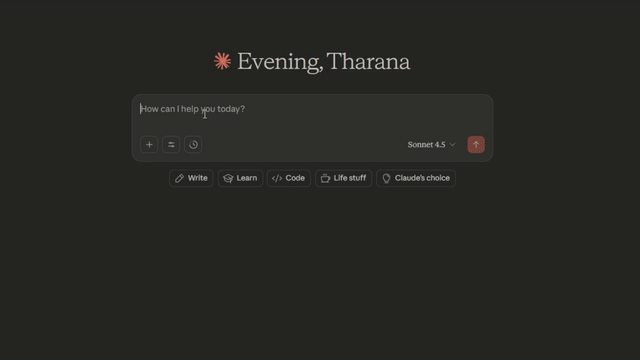 Evening, Tharana
How can I help you today?
Sonnet 4.5
Write
Learn
Code
Life stuff
Claude's choice